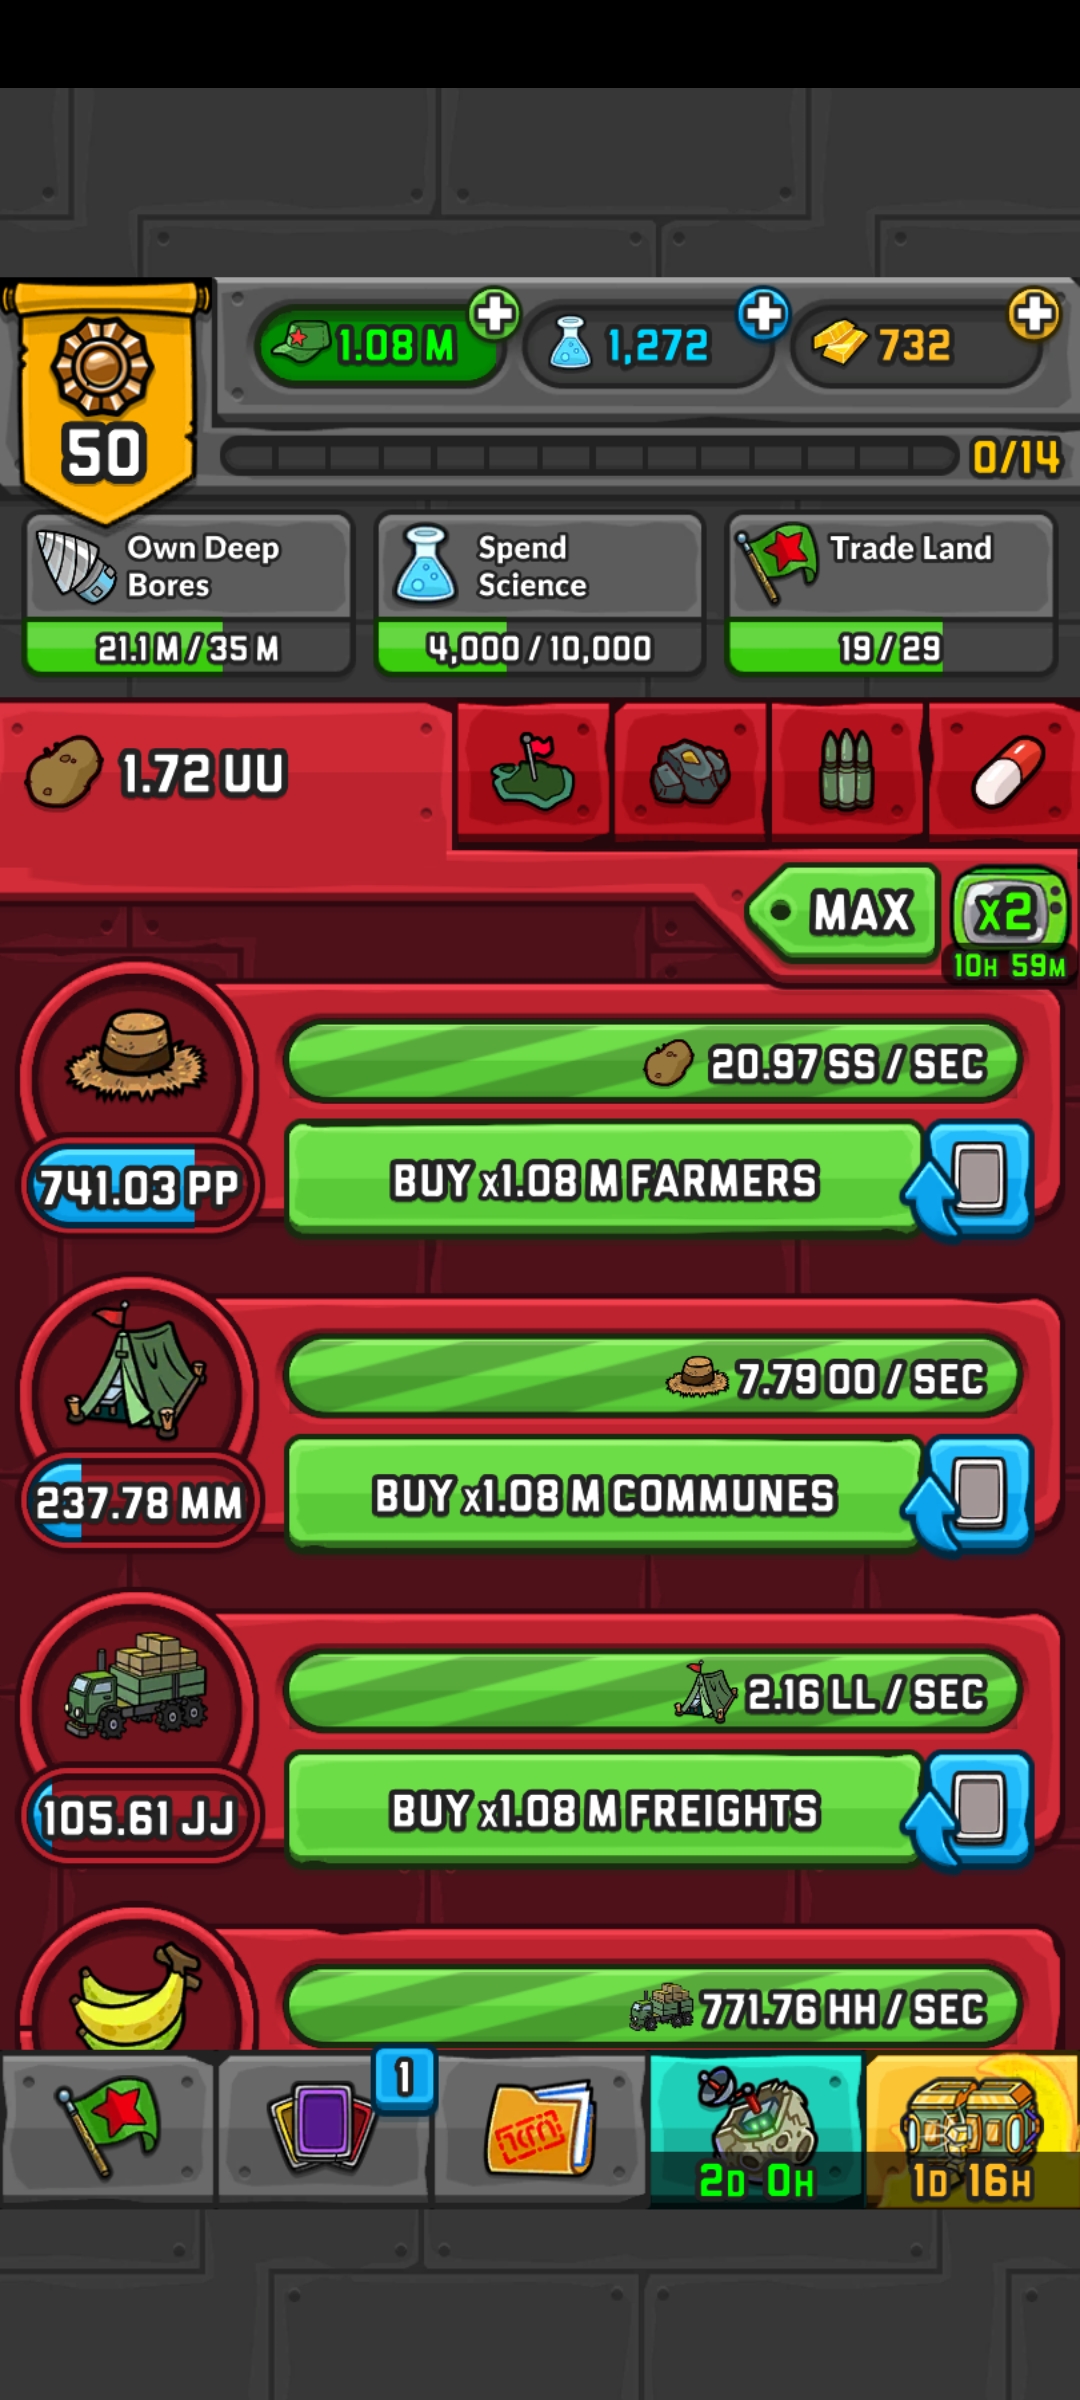 50
1.08 M
1,272
732
0/14
Own Deep
Bores
21.1 M / 35 M
Spend
Science
4,000 / 10,000
Trade Land
19 / 29
1.72 UU
MAX
x2
10H 59M
20.97 SS / SEC
741.03 PP
BUY x1.08 M FARMERS
7.79 OO / SEC
237.78 MM
BUY x1.08 M COMMUNES
2.16 LL / SEC
105.61 JJ
BUY x1.08 M FREIGHTS
771.76 HH / SEC
1
2D 0H
1D 16H